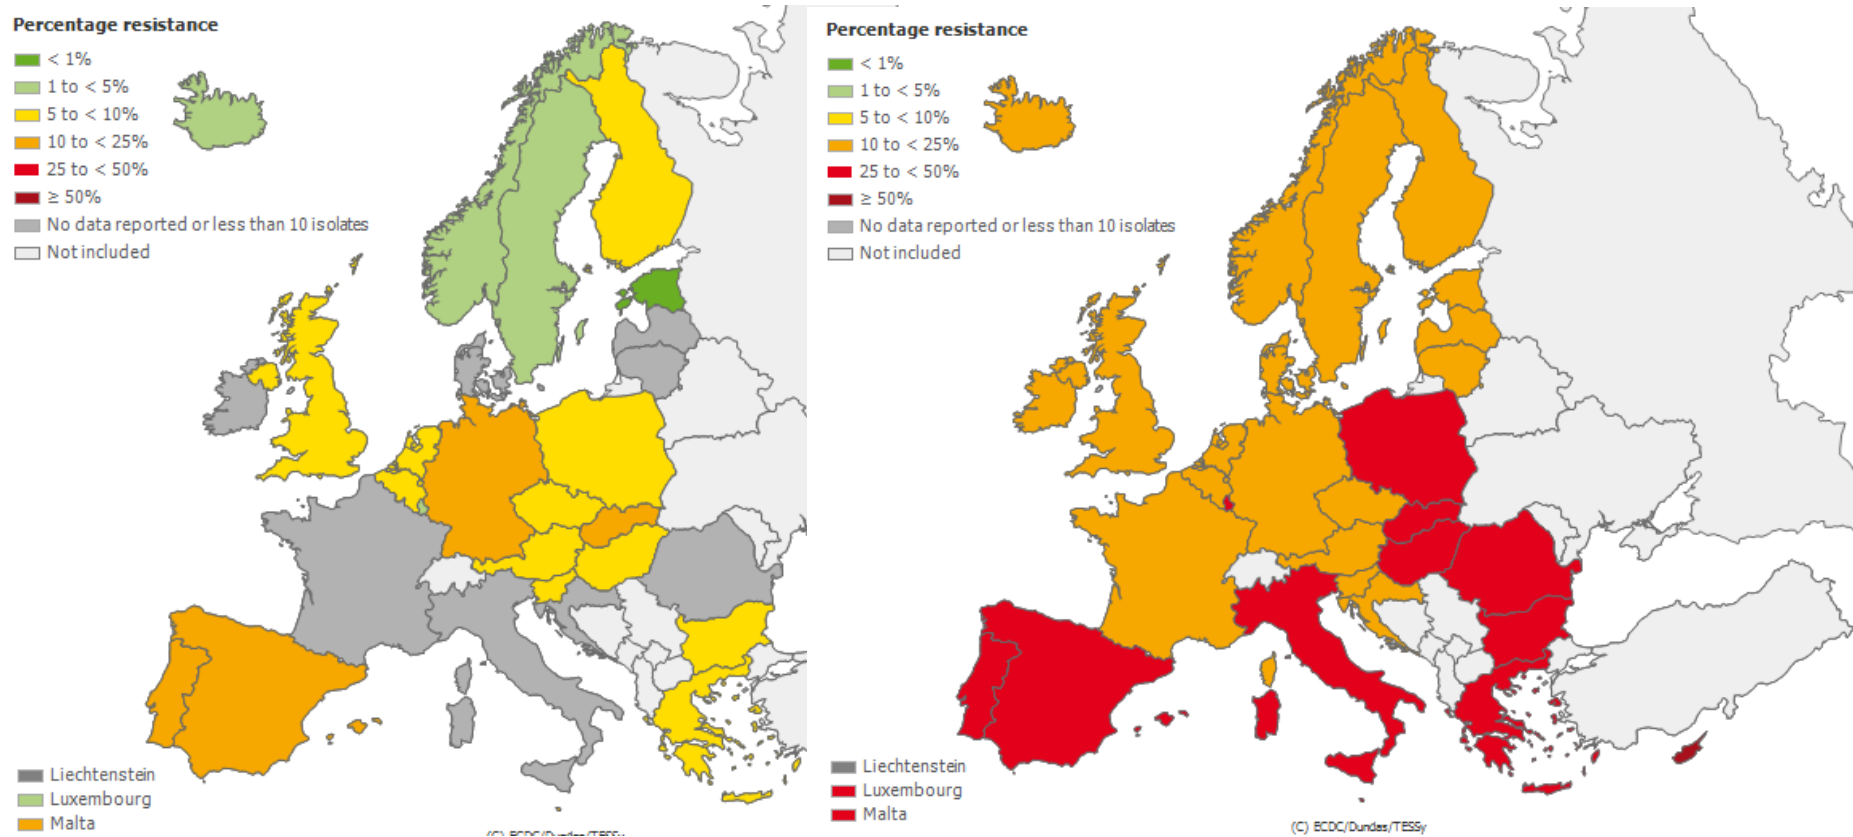 Percentage resistance
< 1%
1 to < 5%
5 to < 10%
10 to < 25%
25 to < 50%
≥ 50%
No data reported or less than 10 isolates
Not included
Liechtenstein
Luxembourg
Malta
(C) ECDC/Dundas/TESSy
Percentage resistance
< 1%
1 to < 5%
5 to < 10%
10 to < 25%
25 to < 50%
≥ 50%
No data reported or less than 10 isolates
Not included
Liechtenstein
Luxembourg
Malta
(C) ECDC/Dundas/TESSy